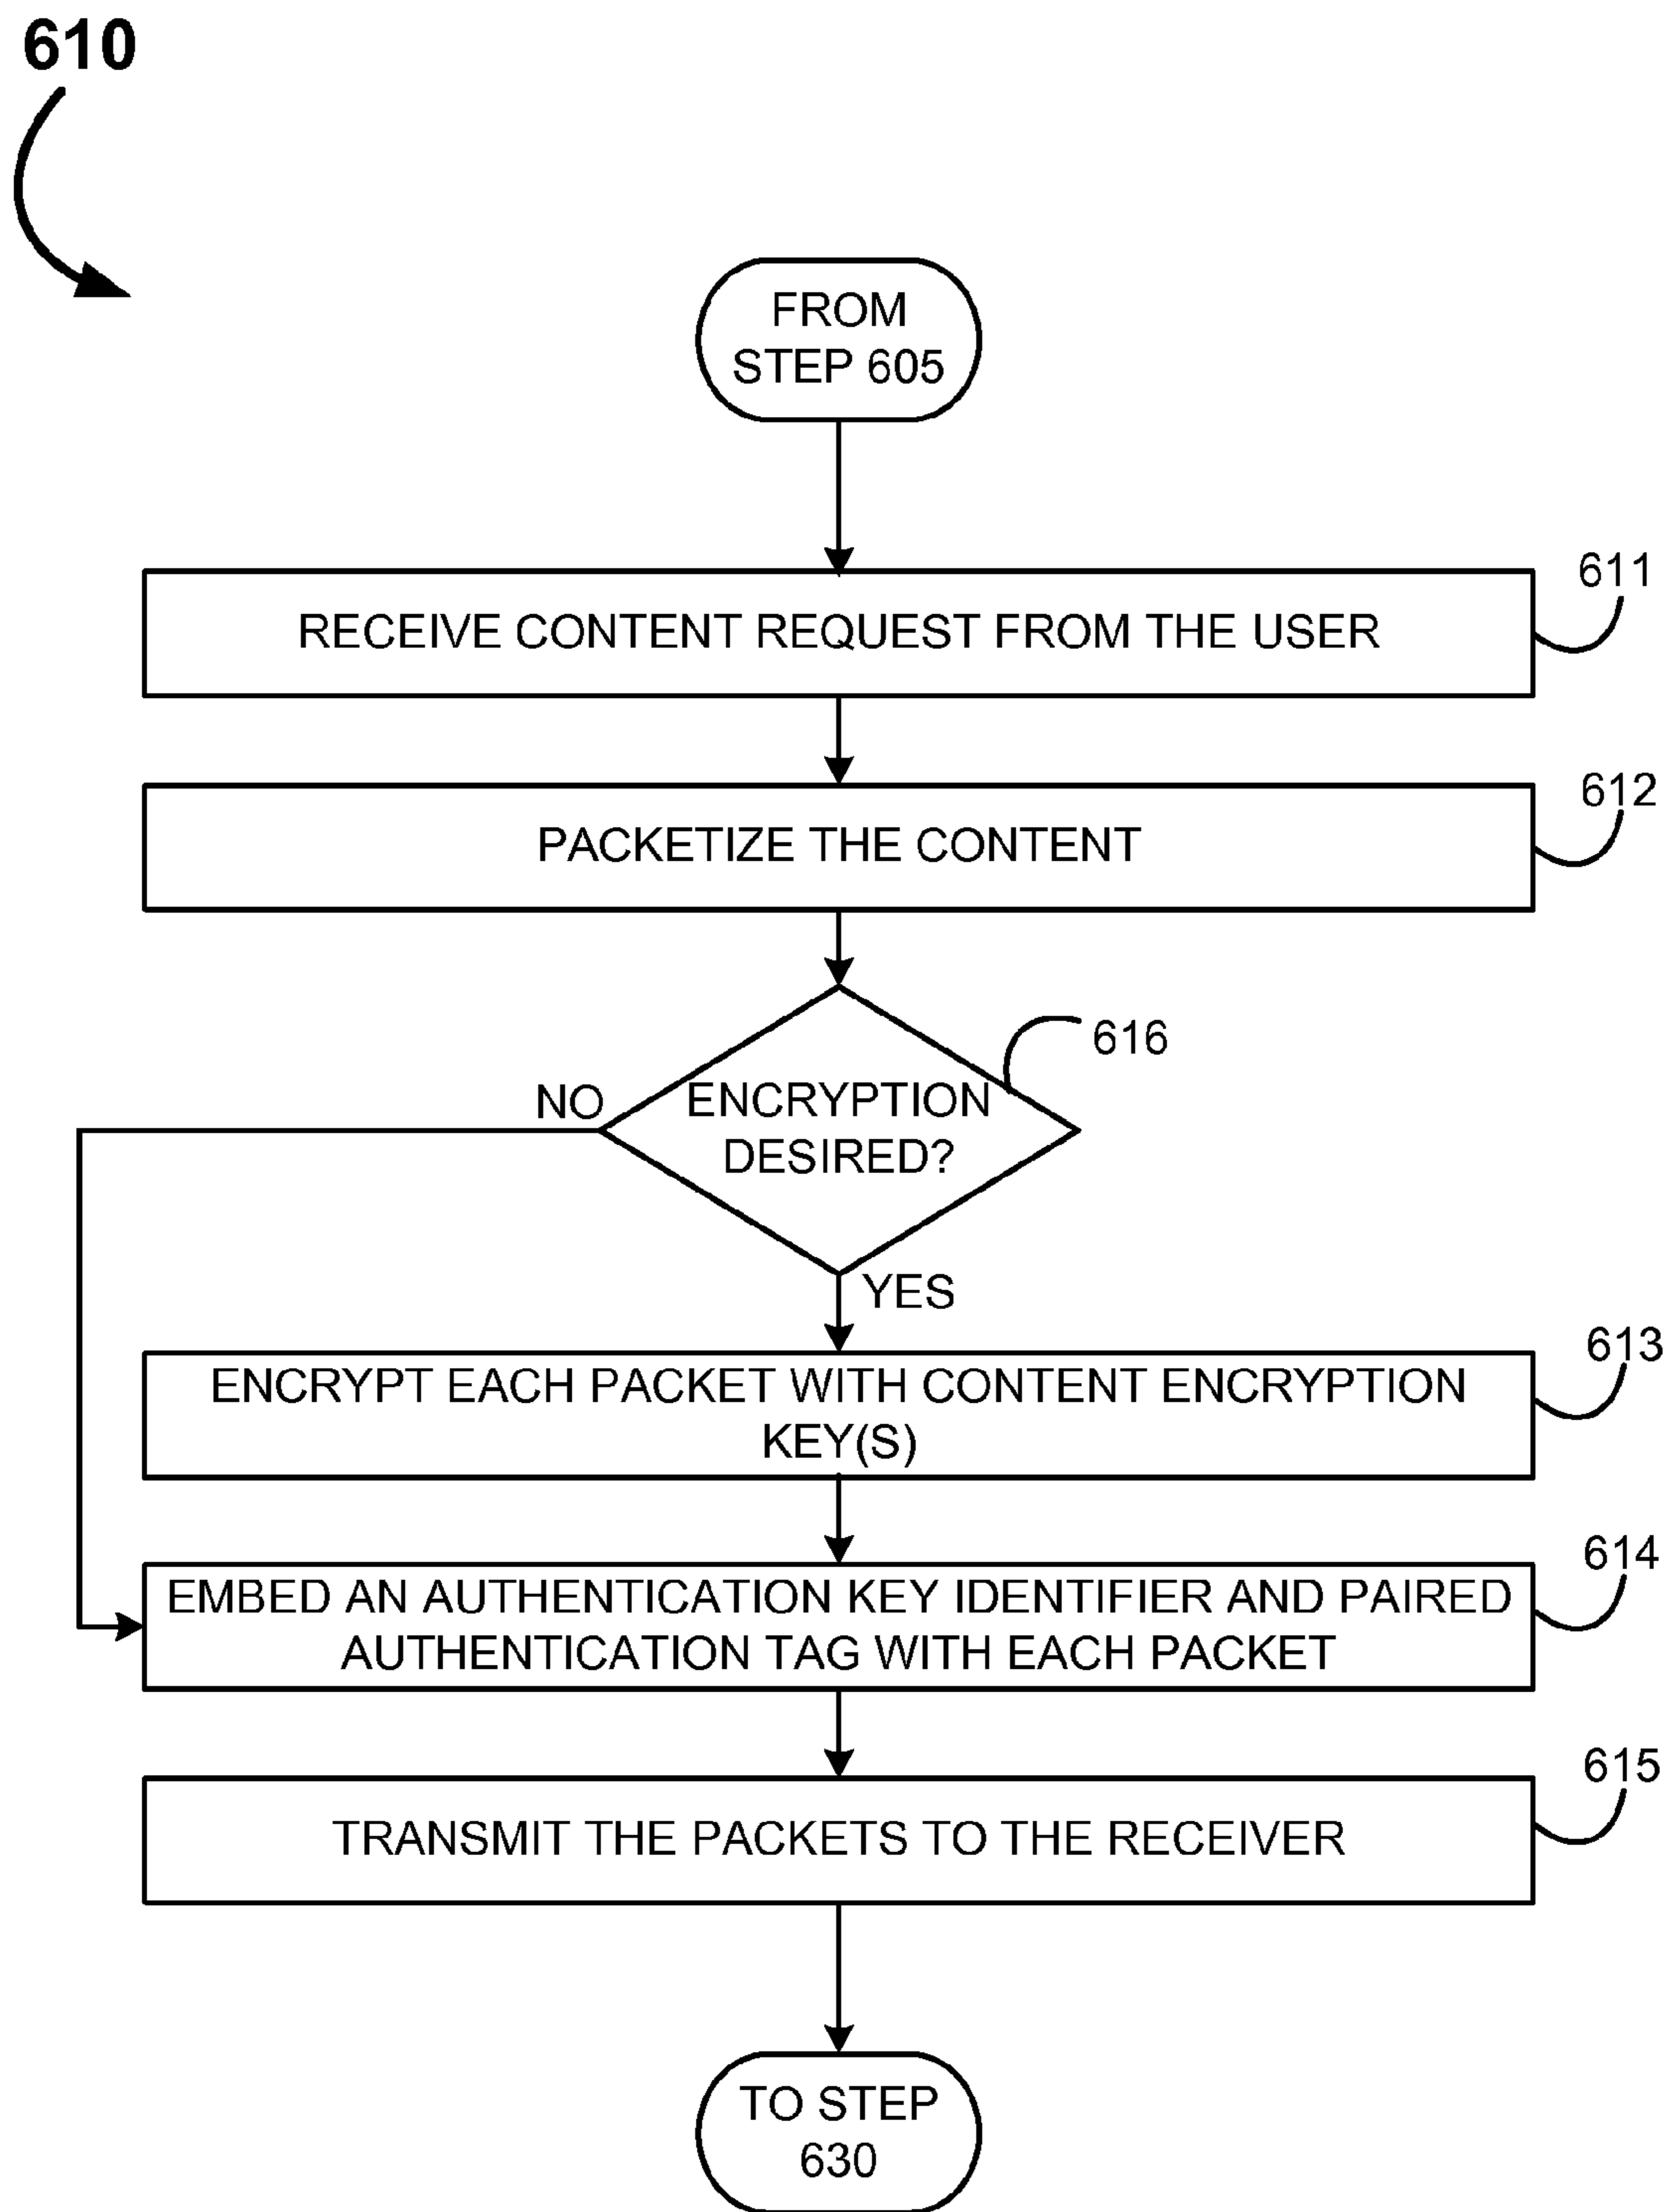 610
FROM
STEP 605
611
RECEIVE CONTENT REQUEST FROM THE USER
612
PACKETIZE THE CONTENT
616
NO
ENCRYPTION
DESIRED?
YES
613
ENCRYPT EACH PACKET WITH CONTENT ENCRYPTION
KEY(S)
614
EMBED AN AUTHENTICATION KEY IDENTIFIER AND PAIRED
AUTHENTICATION TAG WITH EACH PACKET
615
TRANSMIT THE PACKETS TO THE RECEIVER
TO STEP
630